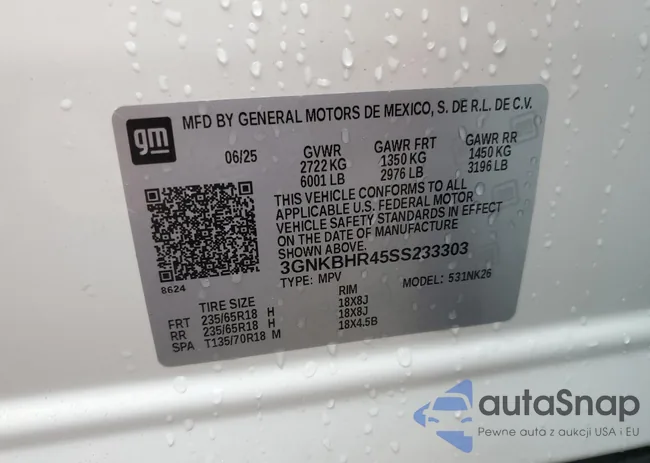 gm
MFD BY GENERAL MOTORS DE MEXICO, S. DE R.L. DE C.V.
06/25 GVWR GAWR FRT GAWR RR
2722 KG 1350 KG 1450 KG
6001 LB 2976 LB 3196 LB
THIS VEHICLE CONFORMS TO ALL
APPLICABLE U.S. FEDERAL MOTOR
VEHICLE SAFETY STANDARDS IN EFFECT
ON THE DATE OF MANUFACTURE
SHOWN ABOVE.
3GNKBHR45SS233303
TYPE: MPV MODEL: 531NK26
8624
TIRE SIZE RIM
FRT 235/65R18 H 18X8J
RR 235/65R18 H 18X8J
SPA T135/70R18 M 18X4.5B
autaSnap
Pewne auta z aukcji USA i EU